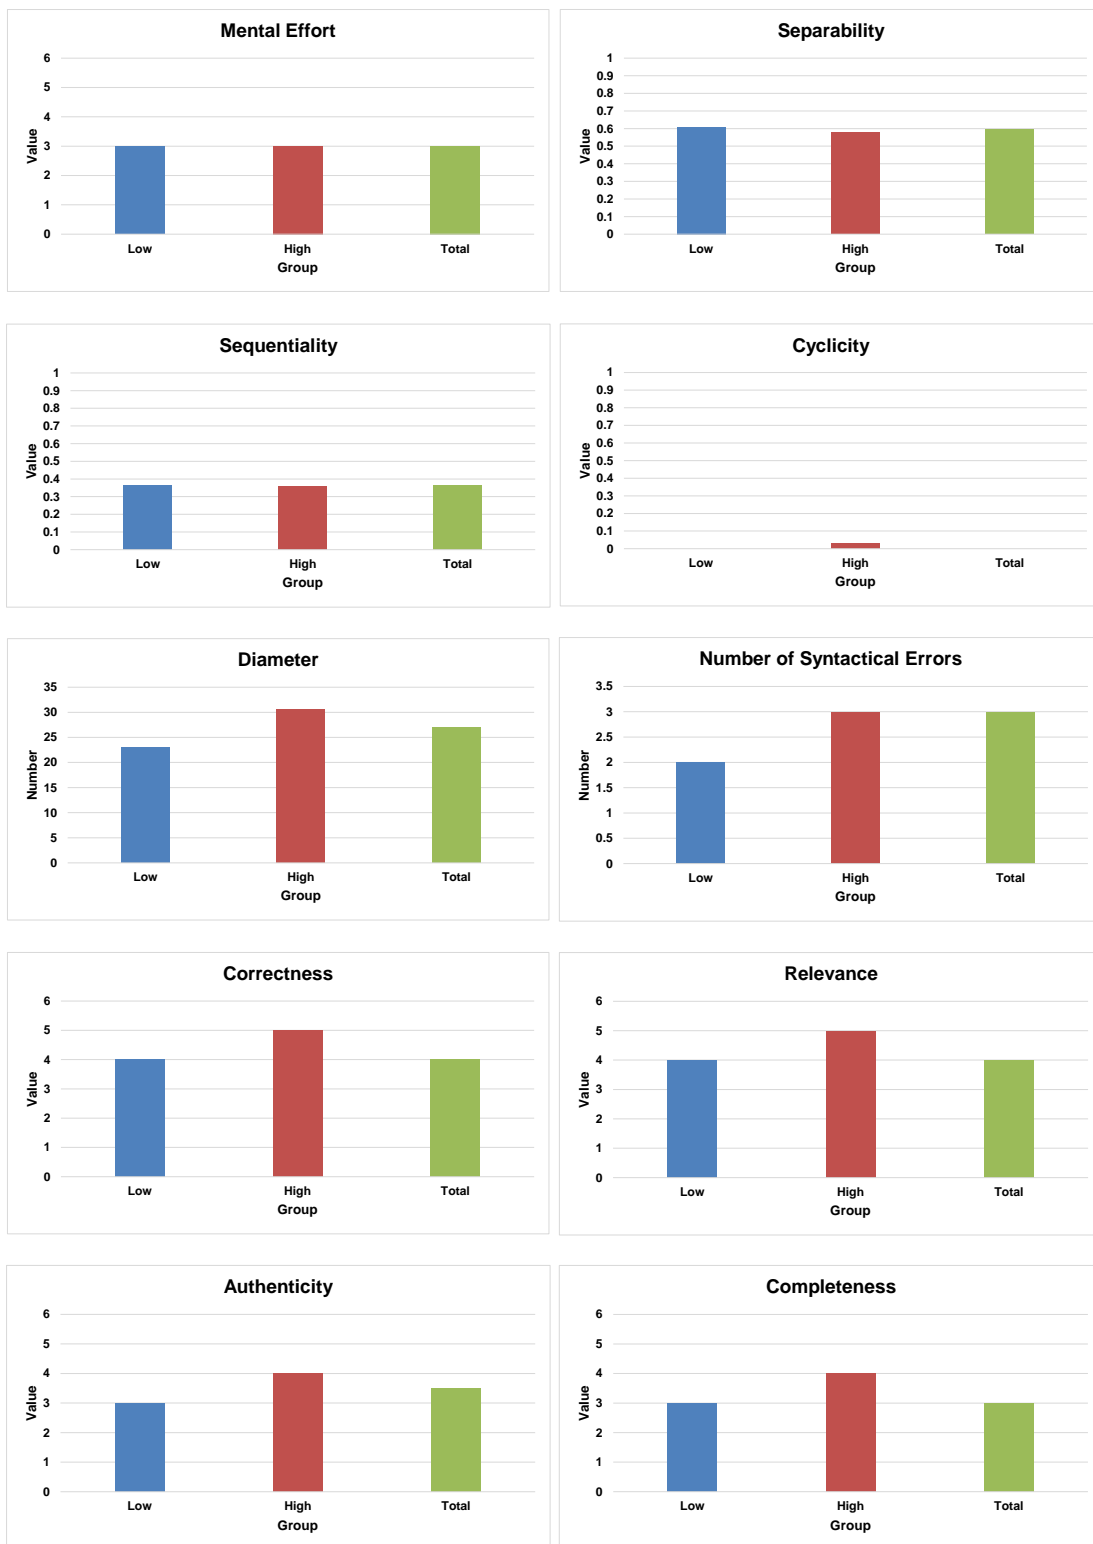 Mental Effort
6
5
4
3
2
1
0
Value
Low High Total
Group
Separability
1
0.9
0.8
0.7
0.6
0.5
0.4
0.3
0.2
0.1
0
Value
Low High Total
Group
Sequentiality
1
0.9
0.8
0.7
0.6
0.5
0.4
0.3
0.2
0.1
0
Value
Low High Total
Group
Cyclicity
1
0.9
0.8
0.7
0.6
0.5
0.4
0.3
0.2
0.1
0
Value
Low High Total
Group
Diameter
35
30
25
20
15
10
5
0
Number
Low High Total
Group
Number of Syntactical Errors
3.5
3
2.5
2
1.5
1
0.5
0
Number
Low High Total
Group
Correctness
6
5
4
3
2
1
0
Value
Low High Total
Group
Relevance
6
5
4
3
2
1
0
Value
Low High Total
Group
Authenticity
6
5
4
3
2
1
0
Value
Low High Total
Group
Completeness
6
5
4
3
2
1
0
Value
Low High Total
Group